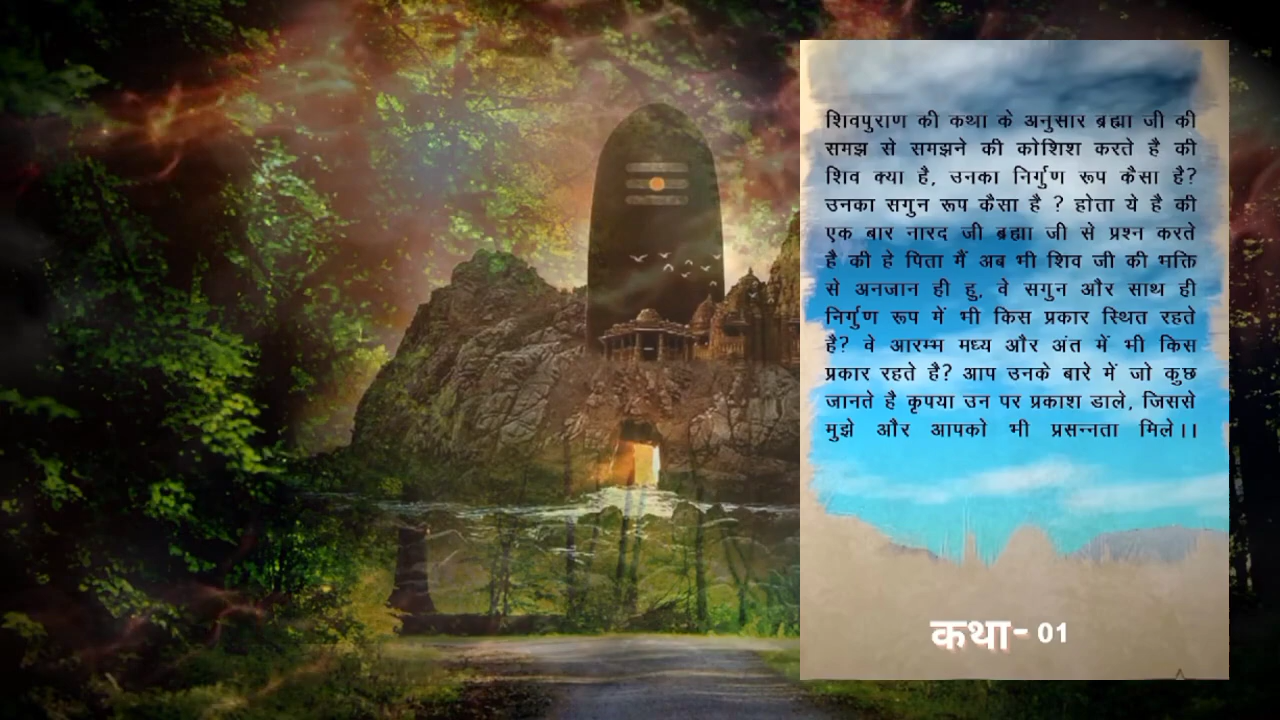 शिवपुराण की कथा के अनुसार ब्रह्मा जी की
समझ से समझने की कोशिश करते है की
शिव क्या है, उनका निर्गुण रूप कैसा है?
उनका सगुन रूप कैसा है ? होता ये है की
एक बार नारद जी ब्रह्मा जी से प्रश्न करते
है की हे पिता मैं अब भी शिव जी की भक्ति
से अनजान ही हु, वे सगुन और साथ ही
निर्गुण रूप में भी किस प्रकार स्थित रहते
है? वे आरम्भ मध्य और अंत में भी किस
प्रकार रहते है? आप उनके बारे में जो कुछ
जानते है कृपया उन पर प्रकाश डाले, जिससे
मुझे और आपको भी प्रसन्नता मिले।।
कथा- 01